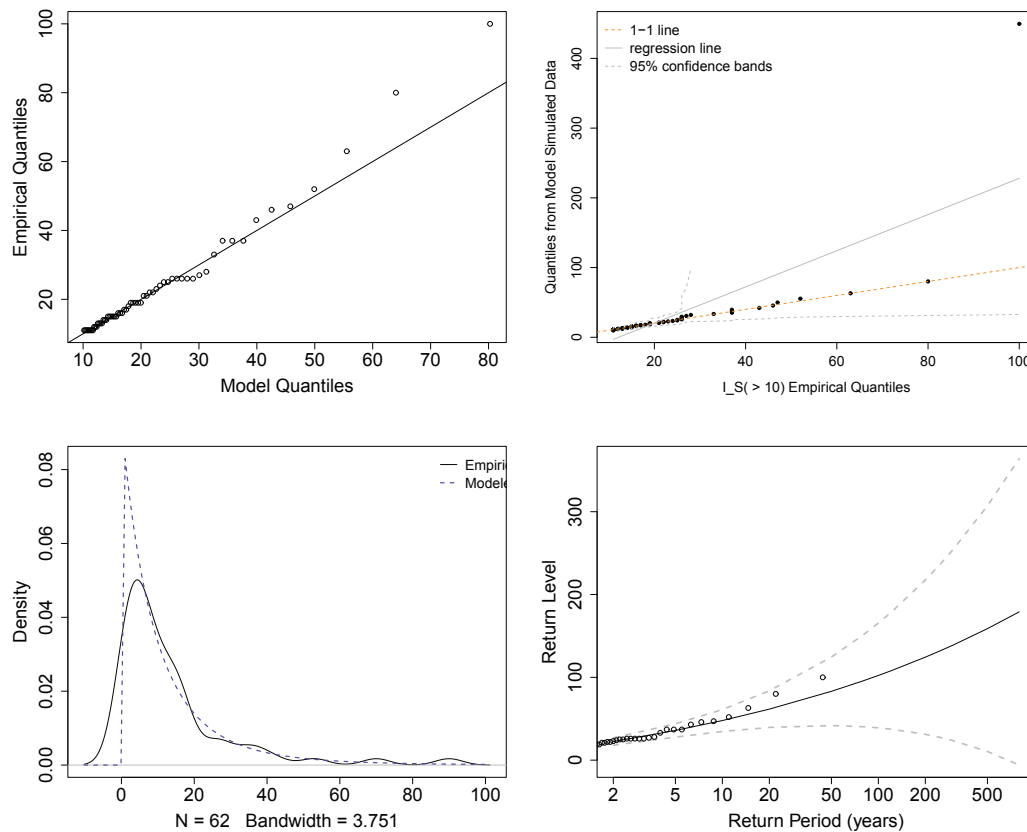 100
80
60
40
20
Empirical Quantiles
10 20 30 40 50 60 70 80
Model Quantiles
1−1 line
regression line
95% confidence bands
400
300
200
100
0
Quantiles from Model Simulated Data
20 40 60 80 100
I_S( > 10) Empirical Quantiles
0.08
0.06
0.04
0.02
0.00
Density
Empiri
Modele
0 20 40 60 80 100
N = 62 Bandwidth = 3.751
300
200
100
0
Return Level
2 5 10 20 50 100 200 500
Return Period (years)